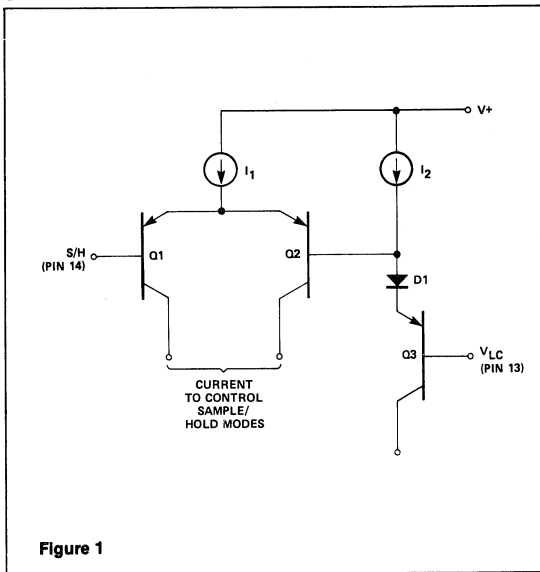 V+
I1
I2
S/H
(PIN 14)
Q1
Q2
D1
Q3
VLC
(PIN 13)
CURRENT
TO CONTROL
SAMPLE/
HOLD MODES
Figure 1